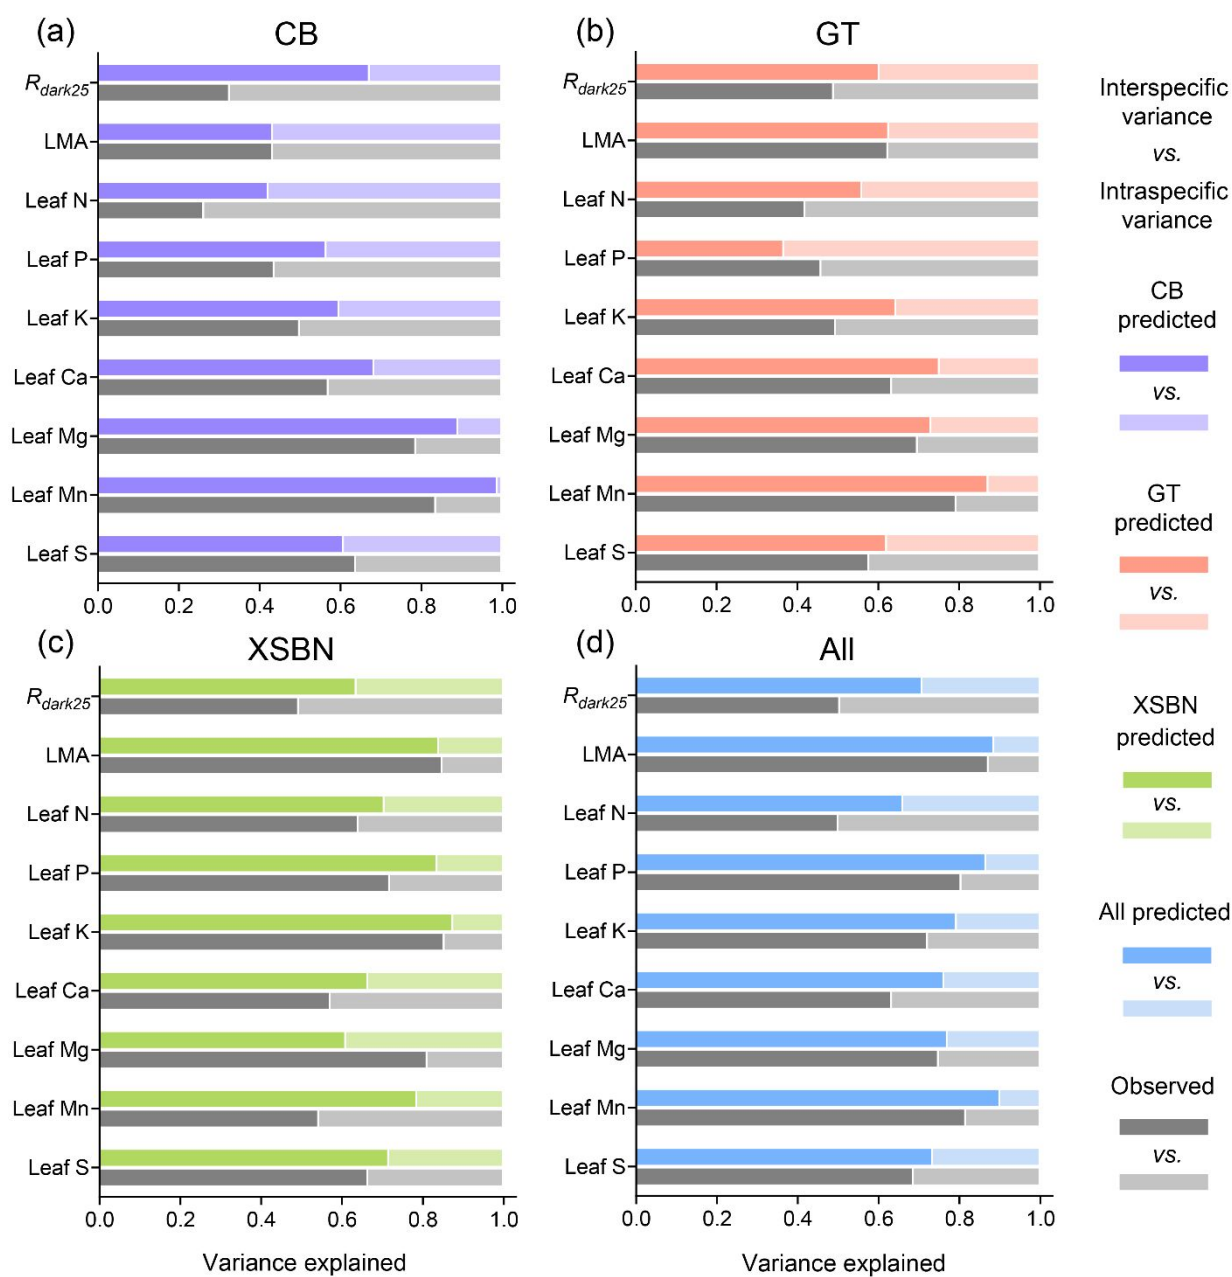 (a) CB
R_dark25
LMA
Leaf N
Leaf P
Leaf K
Leaf Ca
Leaf Mg
Leaf Mn
Leaf S
0.0 0.2 0.4 0.6 0.8 1.0
(b) GT
R_dark25
LMA
Leaf N
Leaf P
Leaf K
Leaf Ca
Leaf Mg
Leaf Mn
Leaf S
0.0 0.2 0.4 0.6 0.8 1.0
(c) XSBN
R_dark25
LMA
Leaf N
Leaf P
Leaf K
Leaf Ca
Leaf Mg
Leaf Mn
Leaf S
0.0 0.2 0.4 0.6 0.8 1.0
Variance explained
(d) All
R_dark25
LMA
Leaf N
Leaf P
Leaf K
Leaf Ca
Leaf Mg
Leaf Mn
Leaf S
0.0 0.2 0.4 0.6 0.8 1.0
Variance explained
Interspecific
variance
vs.
Intraspecific
variance
CB
predicted
vs.
GT
predicted
vs.
XSBN
predicted
vs.
All predicted
vs.
Observed
vs.